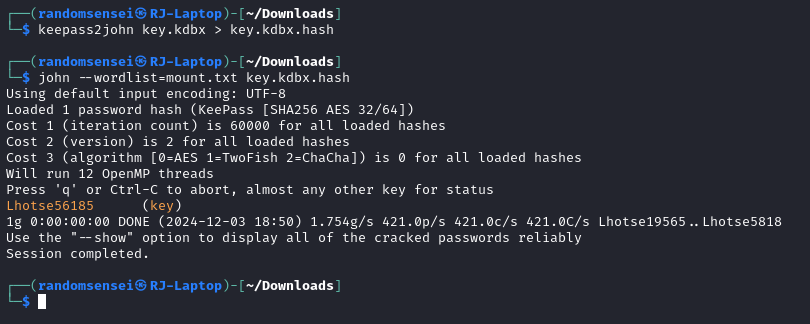 ┌──(randomsensei㉿RJ-Laptop)-[~/Downloads]
└─$ keepass2john key.kdbx > key.kdbx.hash
┌──(randomsensei㉿RJ-Laptop)-[~/Downloads]
└─$ john --wordlist=mount.txt key.kdbx.hash
Using default input encoding: UTF-8
Loaded 1 password hash (KeePass [SHA256 AES 32/64])
Cost 1 (iteration count) is 60000 for all loaded hashes
Cost 2 (version) is 2 for all loaded hashes
Cost 3 (algorithm [0=AES 1=TwoFish 2=ChaCha]) is 0 for all loaded hashes
Will run 12 OpenMP threads
Press 'q' or Ctrl-C to abort, almost any other key for status
Lhotse56185      (key)
1g 0:00:00:00 DONE (2024-12-03 18:50) 1.754g/s 421.0p/s 421.0c/s 421.0C/s Lhotse19565..Lhotse5818
Use the "--show" option to display all of the cracked passwords reliably
Session completed.
┌──(randomsensei㉿RJ-Laptop)-[~/Downloads]
└─$